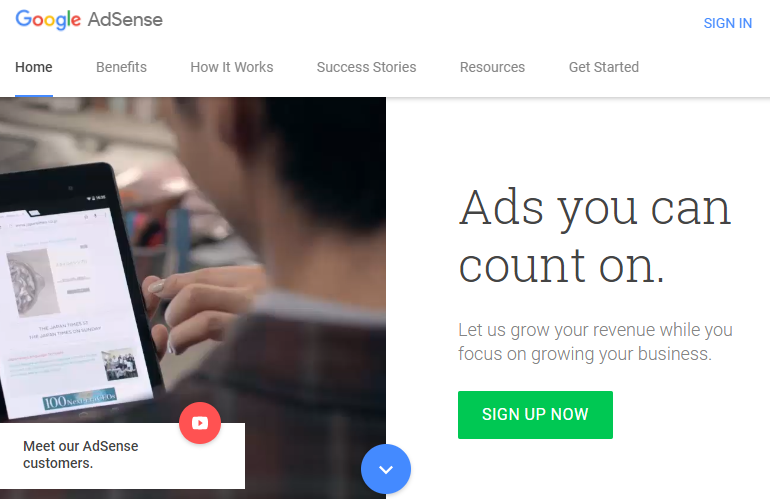 Google AdSense
SIGN IN
Home Benefits How It Works Success Stories Resources Get Started
THE JAPAN TIMES ST
THE JAPAN TIMES ON SUNDAY
100
Ads you can
count on.
Let us grow your revenue while you
focus on growing your business.
SIGN UP NOW
Meet our AdSense
customers.